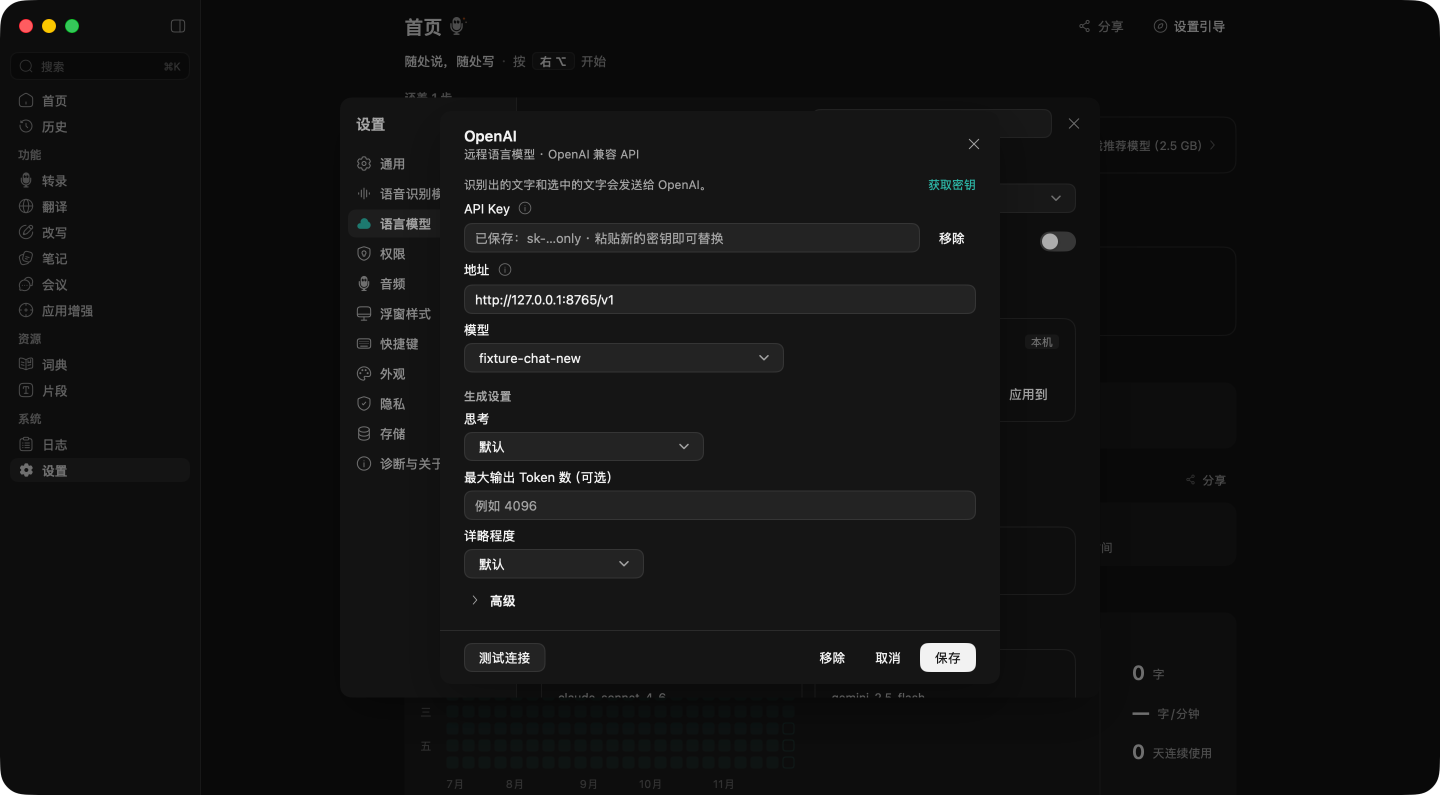 首页
分享
设置引导
搜索
⌘K
随处说，随处写 · 按 右 ⌥ 开始
首页
历史
功能
转录
翻译
改写
笔记
会议
应用增强
资源
词典
片段
系统
日志
设置
设置
通用
语音识别模
语言模型
权限
音频
浮窗样式
快捷键
外观
隐私
存储
诊断与关于
OpenAI
远程语言模型 · OpenAI 兼容 API
识别出的文字和选中的文字会发送给 OpenAI。
获取密钥
API Key
已保存：sk-...only · 粘贴新的密钥即可替换
移除
地址
http://127.0.0.1:8765/v1
模型
fixture-chat-new
生成设置
思考
默认
最大输出 Token 数 (可选)
例如 4096
详略程度
默认
高级
测试连接
移除
取消
保存
推荐模型 (2.5 GB)
本机
应用到
分享
间
0 字
— 字/分钟
0 天连续使用
三
五
7月
8月
9月
10月
11月